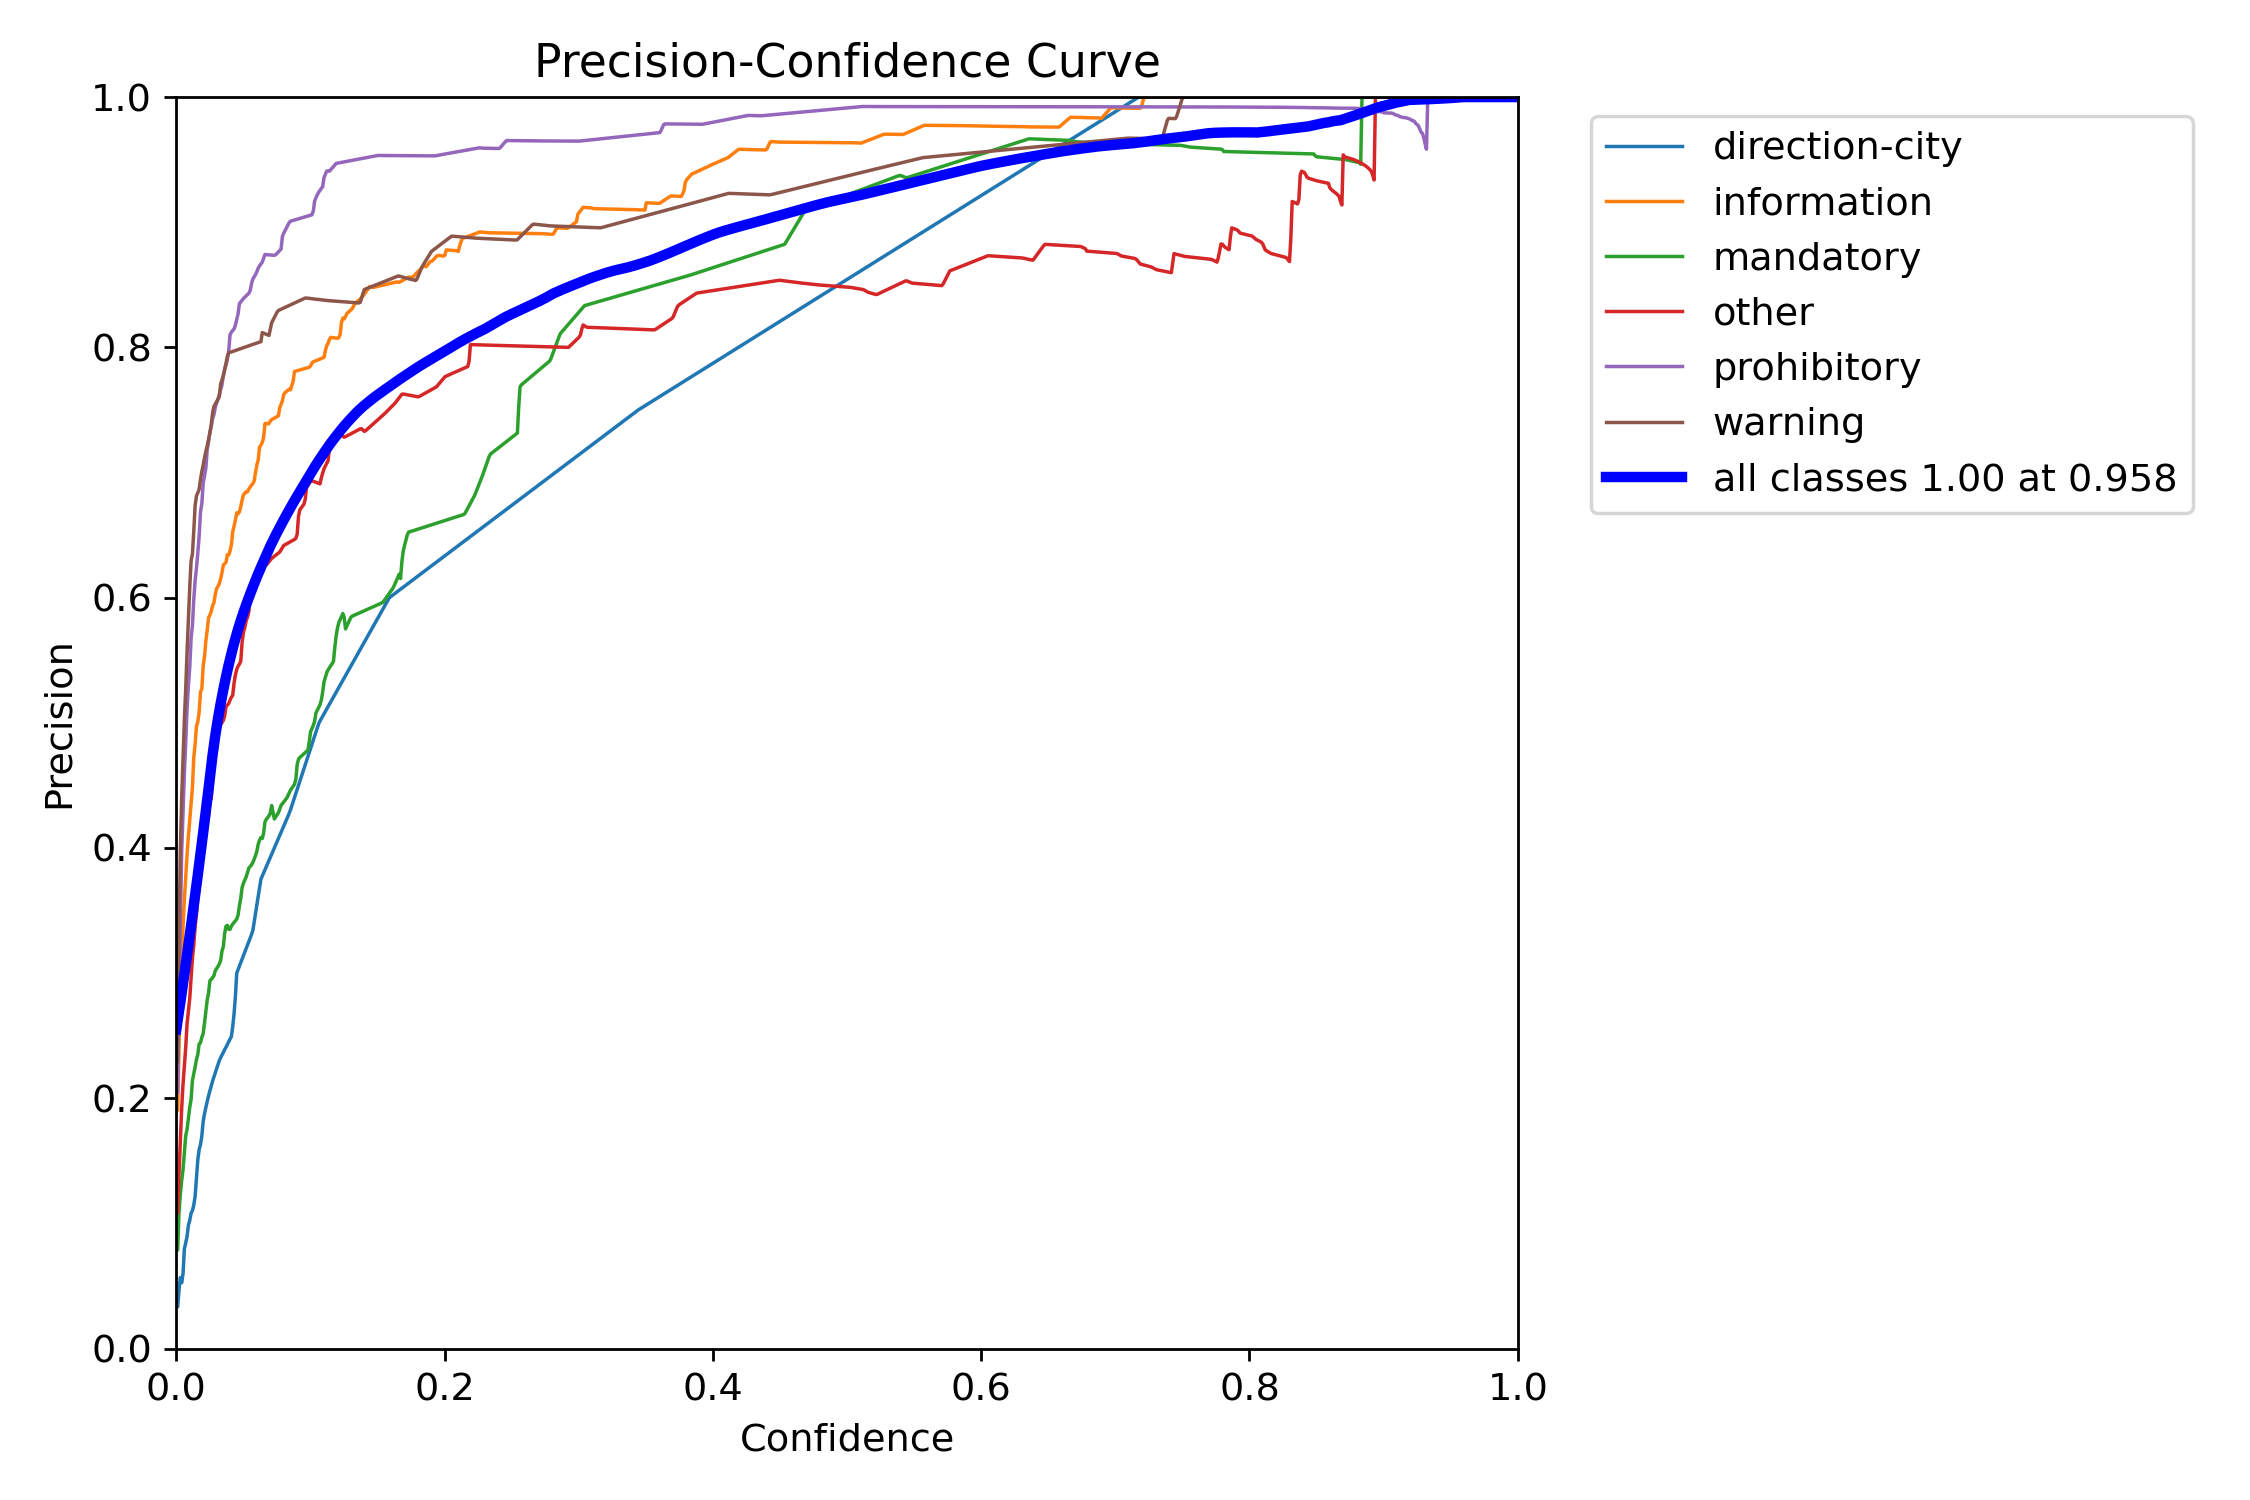 Precision-Confidence Curve
1.0
0.8
0.6
0.4
0.2
0.0
Precision
0.0 0.2 0.4 0.6 0.8 1.0
Confidence
direction-city
information
mandatory
other
prohibitory
warning
all classes 1.00 at 0.958